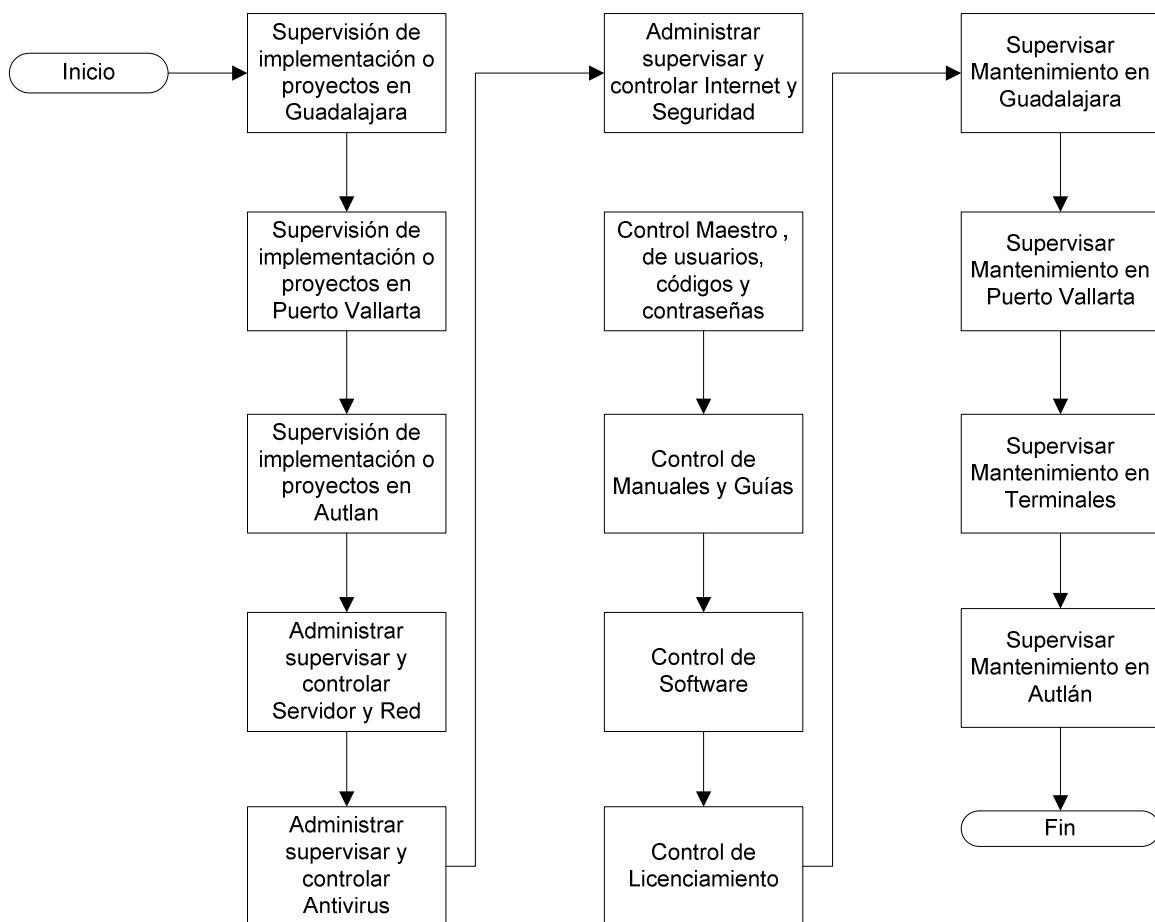 Inicio
Supervisión de
implementación o
proyectos en
Guadalajara
Supervisión de
implementación o
proyectos en
Puerto Vallarta
Supervisión de
implementación o
proyectos en
Autlan
Administrar
supervisar y
controlar
Servidor y Red
Administrar
supervisar y
controlar
Antivirus
Administrar
supervisar y
controlar Internet y
Seguridad
Control Maestro ,
de usuarios,
códigos y
contraseñas
Control de
Manuales y Guías
Control de
Software
Control de
Licenciamiento
Supervisar
Mantenimiento en
Guadalajara
Supervisar
Mantenimiento en
Puerto Vallarta
Supervisar
Mantenimiento en
Terminales
Supervisar
Mantenimiento en
Autlán
Fin